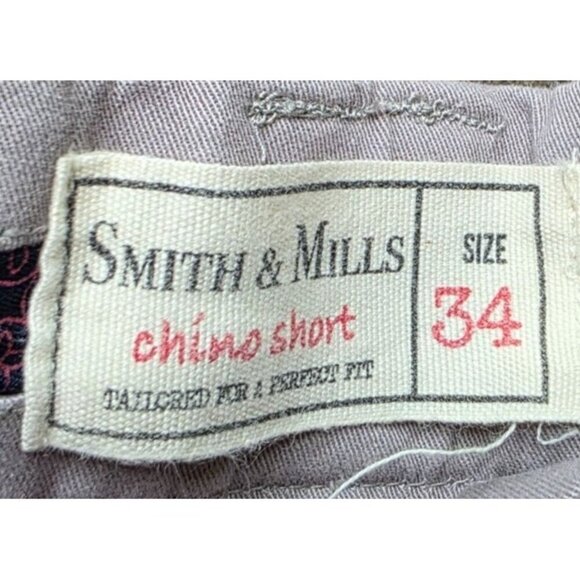 SMITH & MILLS
chino short
TAILORED FOR A PERFECT FIT
SIZE
34